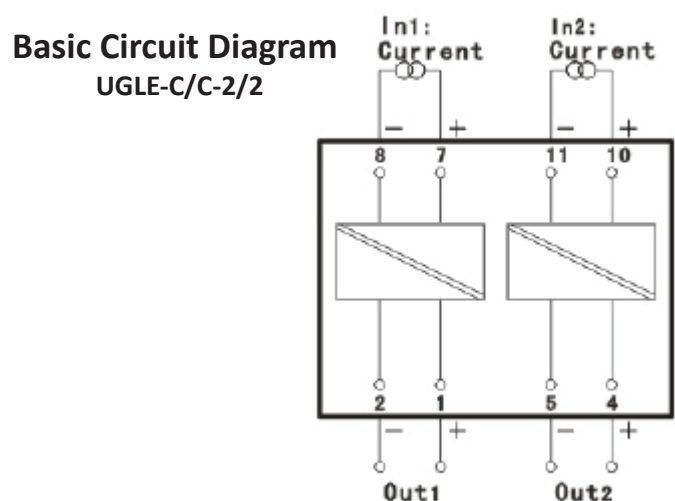 Basic Circuit Diagram
UGLE-C/C-2/2
In1: In2:
Current Current
− + − +
8 7 11 10
2 1 5 4
− + − +
Out1 Out2